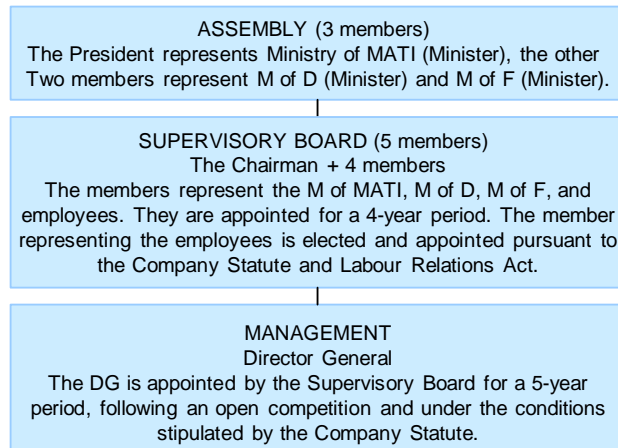 ASSEMBLY (3 members)
The President represents Ministry of MATI (Minister), the other
Two members represent M of D (Minister) and M of F (Minister).
SUPERVISORY BOARD (5 members)
The Chairman + 4 members
The members represent the M of MATI, M of D, M of F, and
employees. They are appointed for a 4-year period. The member
representing the employees is elected and appointed pursuant to
the Company Statute and Labour Relations Act.
MANAGEMENT
Director General
The DG is appointed by the Supervisory Board for a 5-year
period, following an open competition and under the conditions
stipulated by the Company Statute.